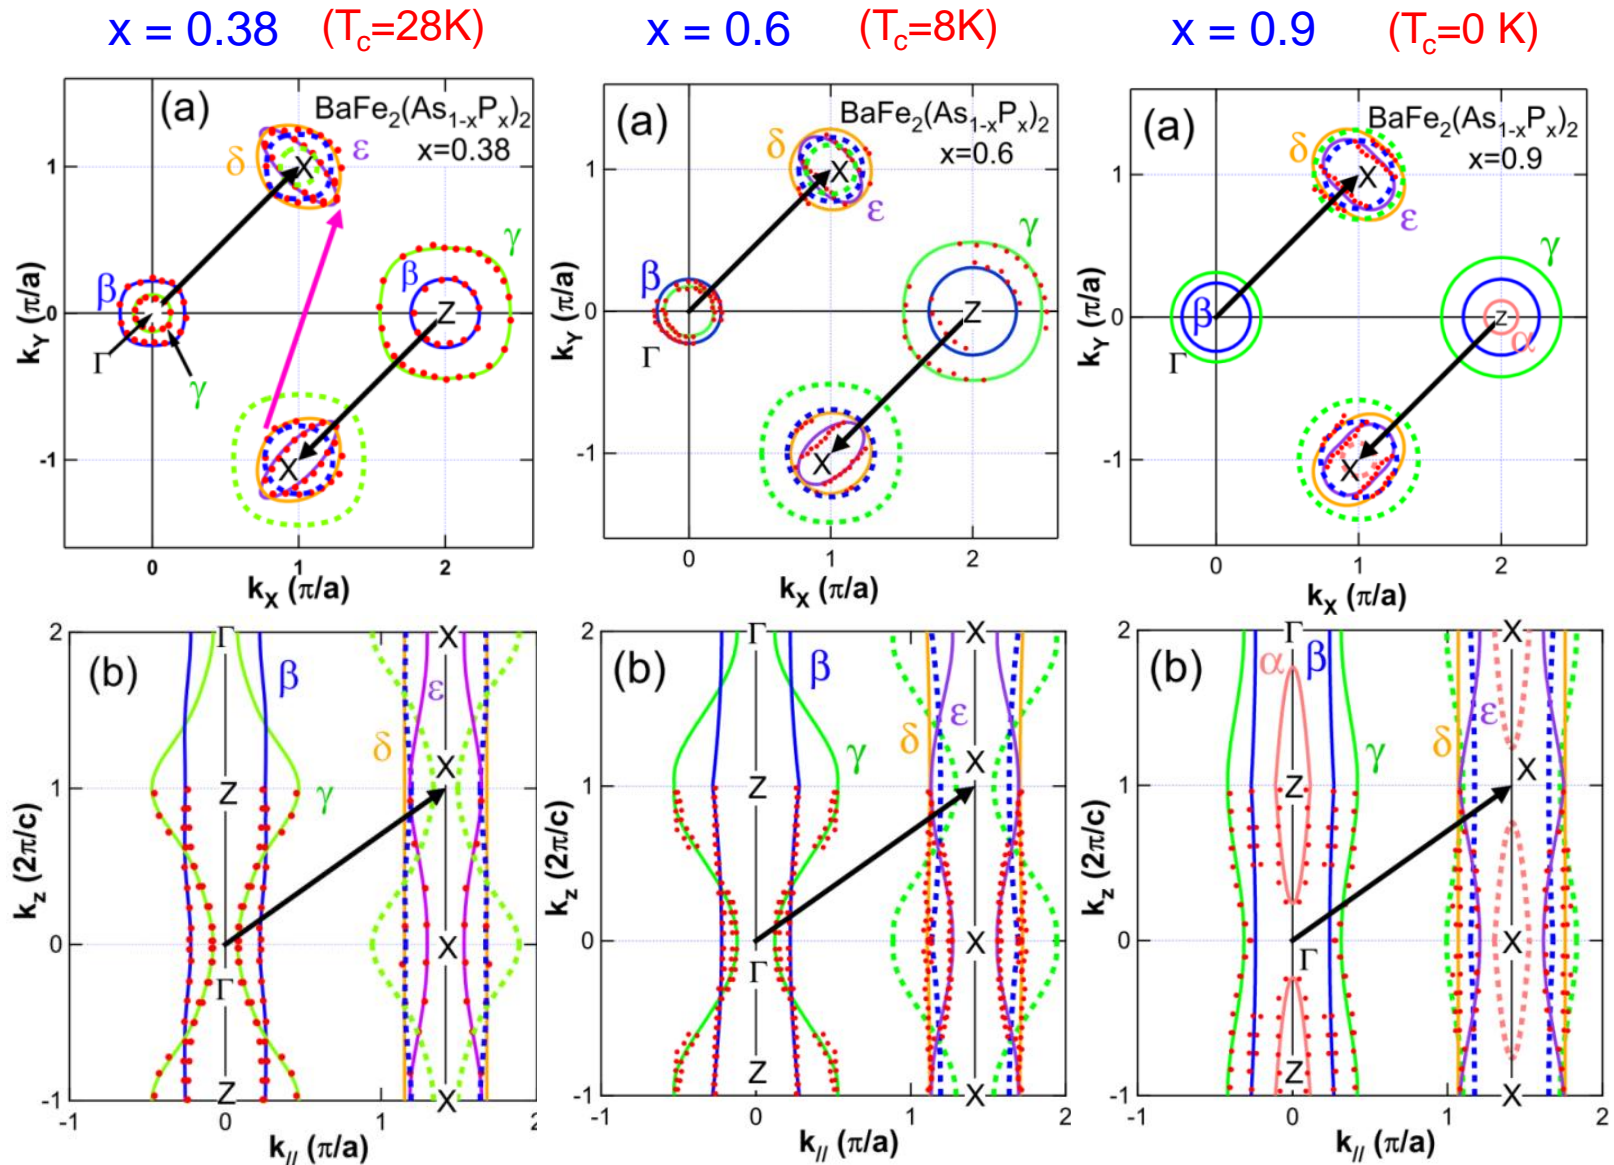 x = 0.38 (Tc=28K)
x = 0.6 (Tc=8K)
x = 0.9 (Tc=0 K)
(a)
BaFe2(As1-xPx)2
x=0.38
δ
ε
X
1
γ
β
β
kY (π/a)
0
Z
Γ
γ
-1
X
0
1
2
kX (π/a)
(a)
BaFe2(As1-xPx)2
x=0.6
δ
X
1
ε
γ
β
kY (π/a)
0
Z
Γ
-1
X
0
1
2
kX (π/a)
(a)
BaFe2(As1-xPx)2
x=0.9
δ
X
1
ε
γ
kY (π/a)
0
β
z
α
Γ
-1
X
0
1
2
kX (π/a)
2
Γ
X
(b)
β
ε
δ
X
1
Z
γ
kz (2π/c)
0
X
Γ
-1
Z
X
-1
0
1
2
k// (π/a)
2
Γ
X
(b)
β
ε
δ
γ
X
1
Z
kz (2π/c)
0
X
Γ
Z
-1
X
-1
0
1
2
k// (π/a)
2
Γ
X
(b)
α
β
ε
δ
γ
X
1
Z
kz (2π/c)
0
X
Γ
Z
-1
X
-1
0
1
2
k// (π/a)